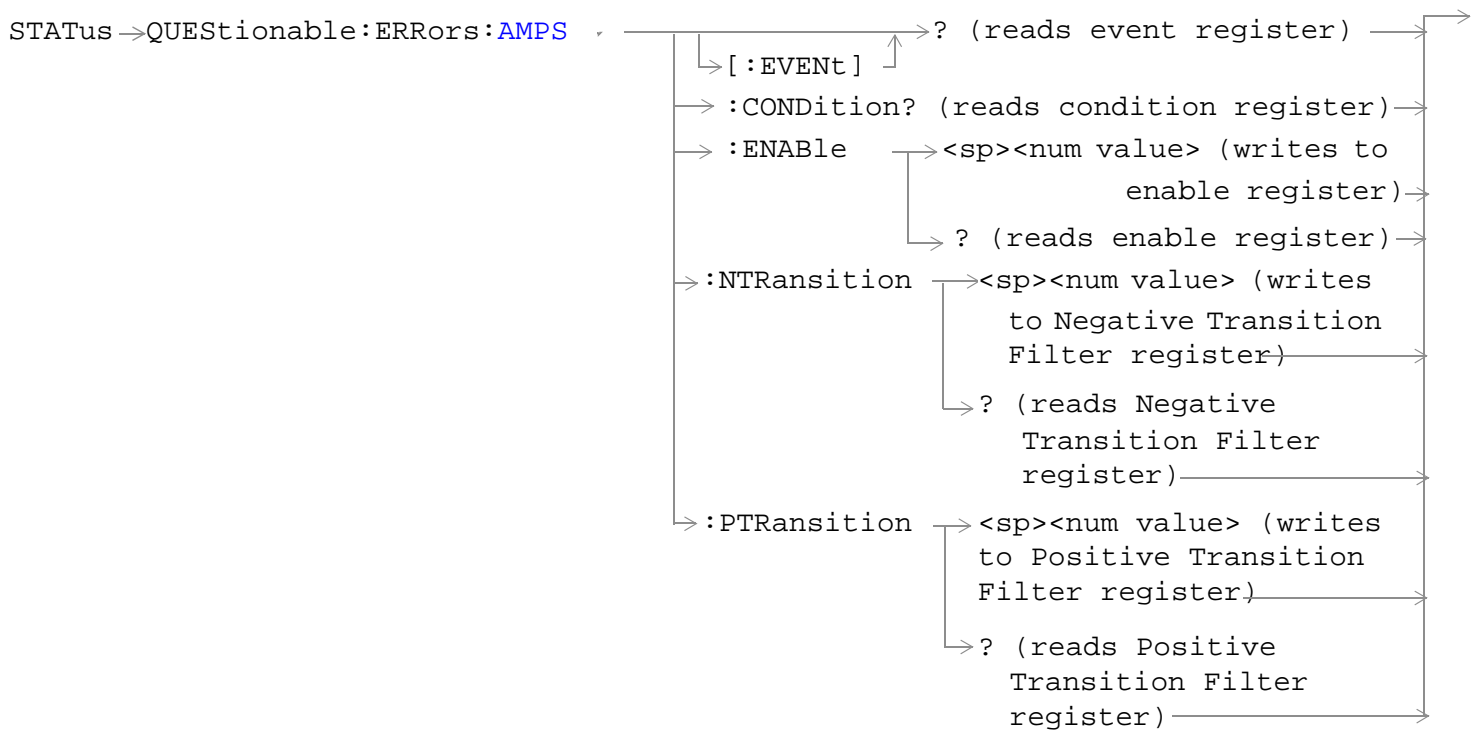 STATus QUEStionable:ERRors:AMPS ? (reads event register)
[:EVENt]
:CONDition? (reads condition register)
:ENABle <sp><num value> (writes to
enable register)
? (reads enable register)
:NTRansition <sp><num value> (writes
to Negative Transition
Filter register)
? (reads Negative
Transition Filter
register)
:PTRansition <sp><num value> (writes
to Positive Transition
Filter register)
? (reads Positive
Transition Filter
register)